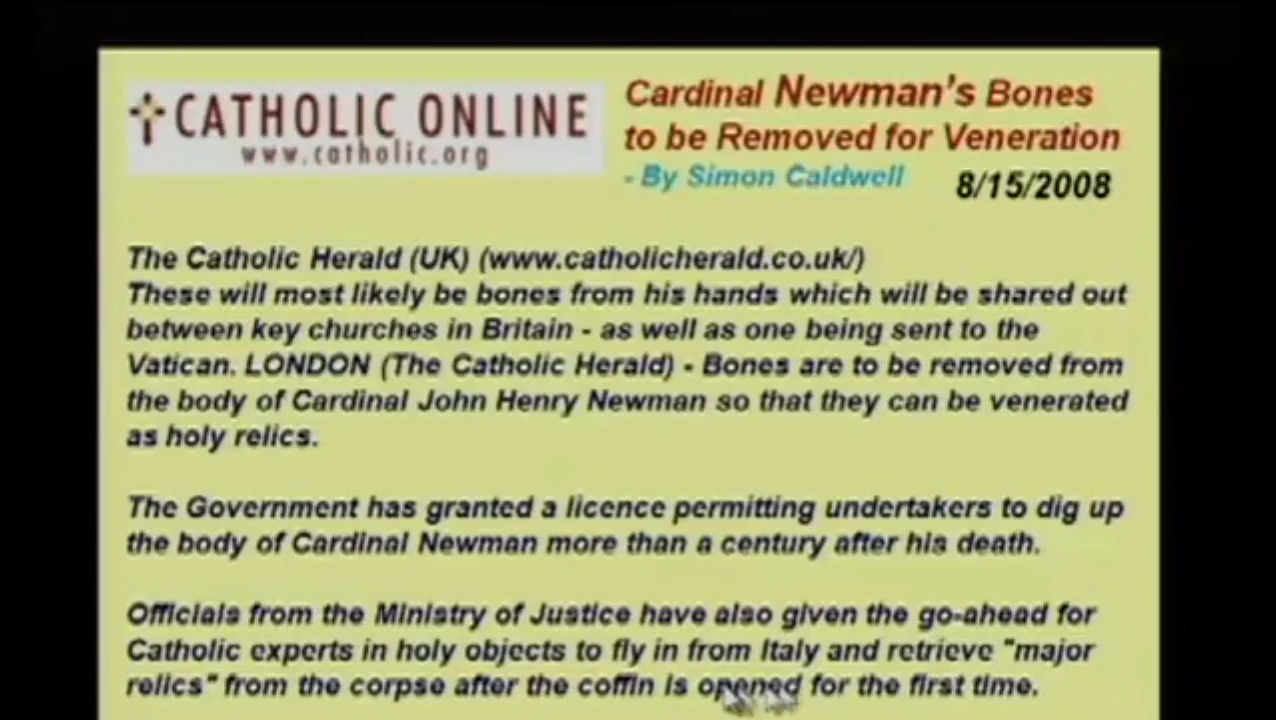 CATHOLIC ONLINE
www.catholic.org
Cardinal Newman's Bones
to be Removed for Veneration
- By Simon Caldwell
8/15/2008
The Catholic Herald (UK) (www.catholicherald.co.uk/)
These will most likely be bones from his hands which will be shared out
between key churches in Britain - as well as one being sent to the
Vatican. LONDON (The Catholic Herald) - Bones are to be removed from
the body of Cardinal John Henry Newman so that they can be venerated
as holy relics.
The Government has granted a licence permitting undertakers to dig up
the body of Cardinal Newman more than a century after his death.
Officials from the Ministry of Justice have also given the go-ahead for
Catholic experts in holy objects to fly in from Italy and retrieve "major
relics" from the corpse after the coffin is opened for the first time.